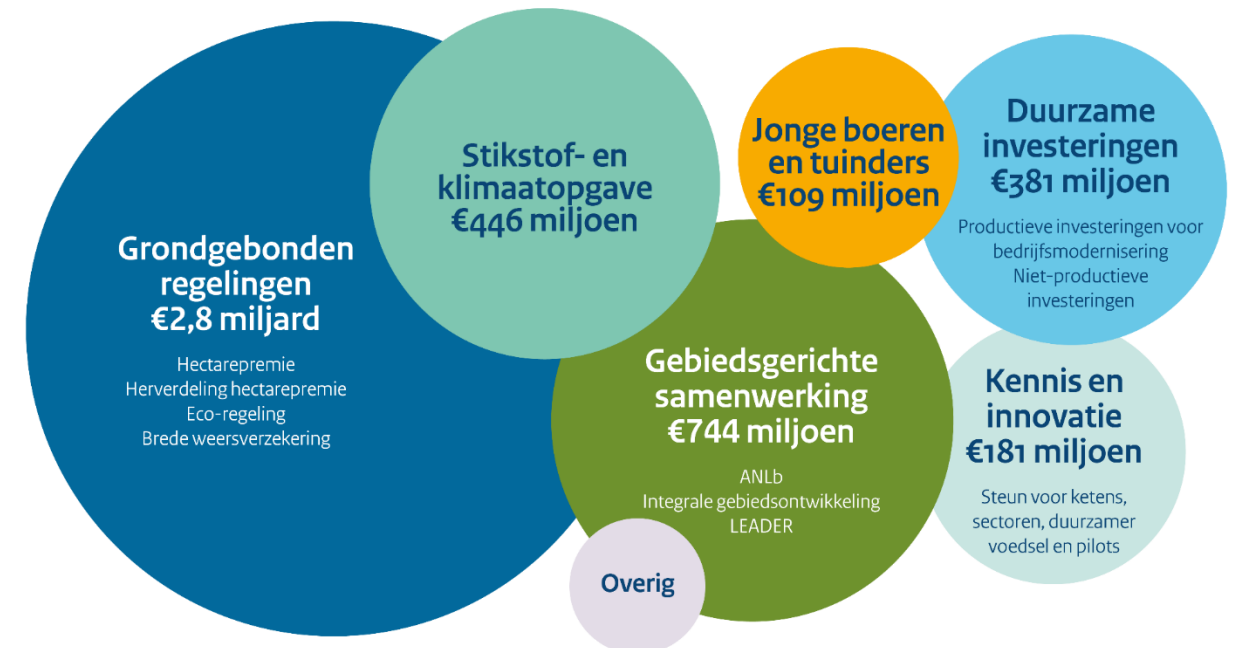 Grondgebonden
regelingen
€2,8 miljard
Hectarepremie
Herverdeling hectarepremie
Eco-regeling
Brede weersverzekering
Stikstof- en
klimaatopgave
€446 miljoen
Gebiedsgerichte
samenwerking
€744 miljoen
ANLb
Integrale gebiedsontwikkeling
LEADER
Overig
Jonge boeren
en tuinders
€109 miljoen
Duurzame
investeringen
€381 miljoen
Productieve investeringen voor
bedrijfsmodernisering
Niet-productieve
investeringen
Kennis en
innovatie
€181 miljoen
Steun voor ketens,
sectoren, duurzamer
voedsel en pilots